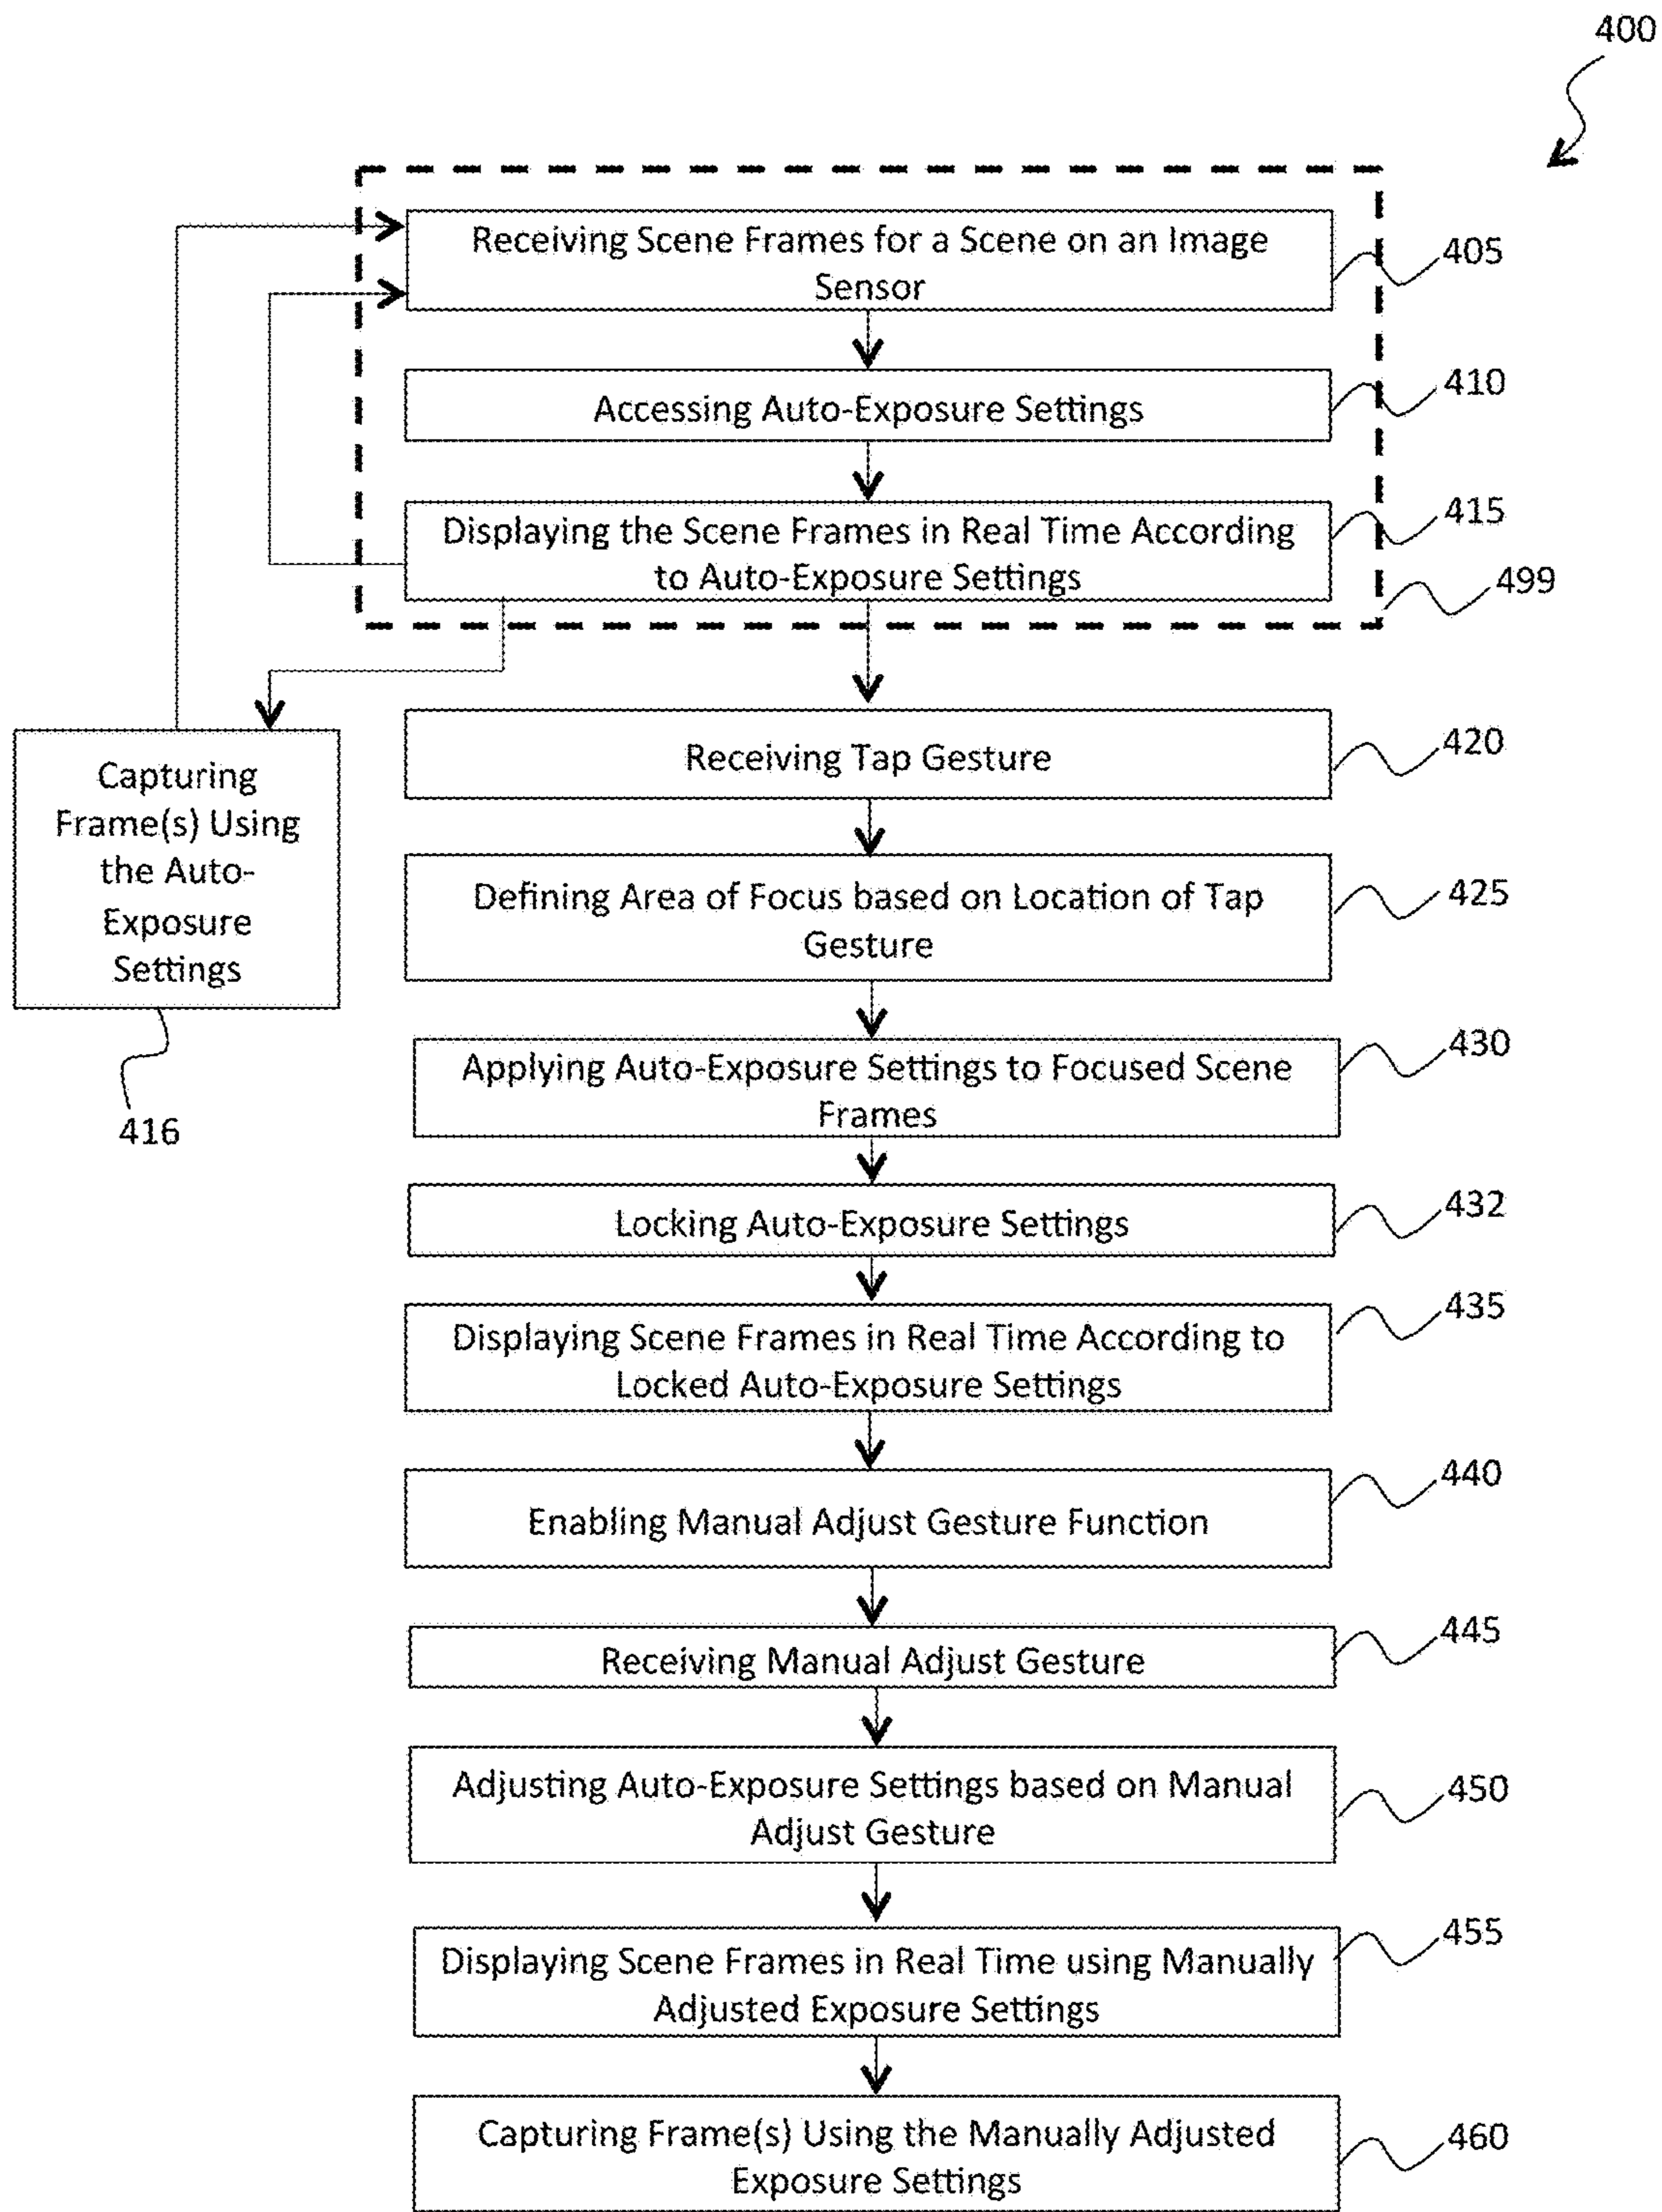 400
Receiving Scene Frames for a Scene on an Image
Sensor
405
Accessing Auto-Exposure Settings
410
Displaying the Scene Frames in Real Time According
to Auto-Exposure Settings
415
499
Capturing
Frame(s) Using
the Auto-
Exposure
Settings
416
Receiving Tap Gesture
420
Defining Area of Focus based on Location of Tap
Gesture
425
Applying Auto-Exposure Settings to Focused Scene
Frames
430
Locking Auto-Exposure Settings
432
Displaying Scene Frames in Real Time According to
Locked Auto-Exposure Settings
435
Enabling Manual Adjust Gesture Function
440
Receiving Manual Adjust Gesture
445
Adjusting Auto-Exposure Settings based on Manual
Adjust Gesture
450
Displaying Scene Frames in Real Time using Manually
Adjusted Exposure Settings
455
Capturing Frame(s) Using the Manually Adjusted
Exposure Settings
460